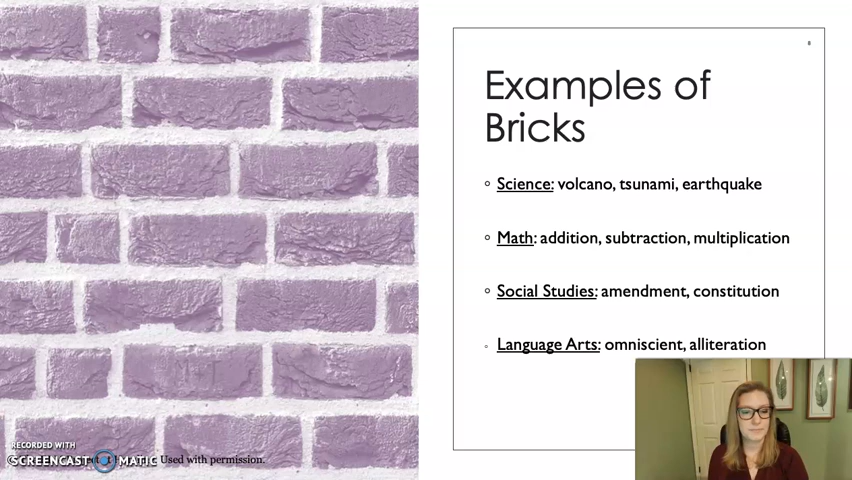 8
Examples of
Bricks
Science: volcano, tsunami, earthquake
Math: addition, subtraction, multiplication
Social Studies: amendment, constitution
Language Arts: omniscient, alliteration
RECORDED WITH
SCREENCAST MATIC
Used with permission.